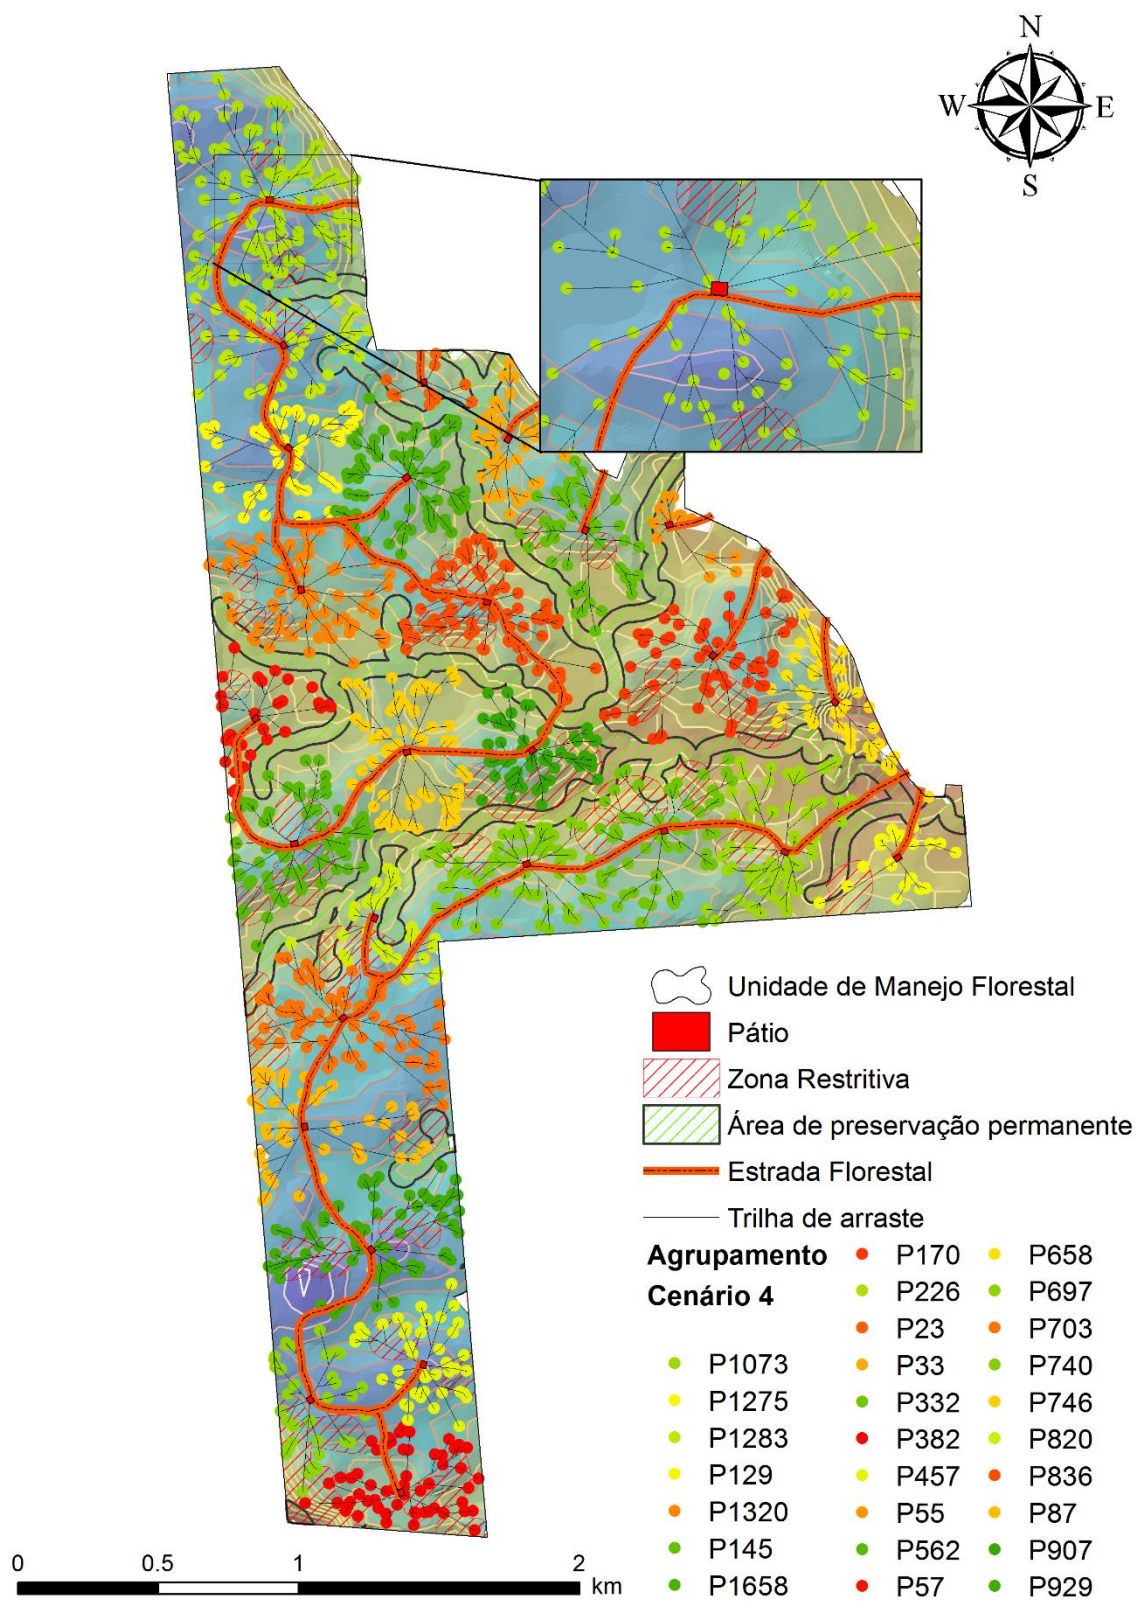 N
W E
S
Unidade de Manejo Florestal
Pátio
Zona Restritiva
Área de preservação permanente
Estrada Florestal
Trilha de arraste
Agrupamento
Cenário 4
P1073
P1275
P1283
P129
P1320
P145
P1658
P170
P226
P23
P33
P332
P382
P457
P55
P562
P57
P658
P697
P703
P740
P746
P820
P836
P87
P907
P929
0 0.5 1 2
km